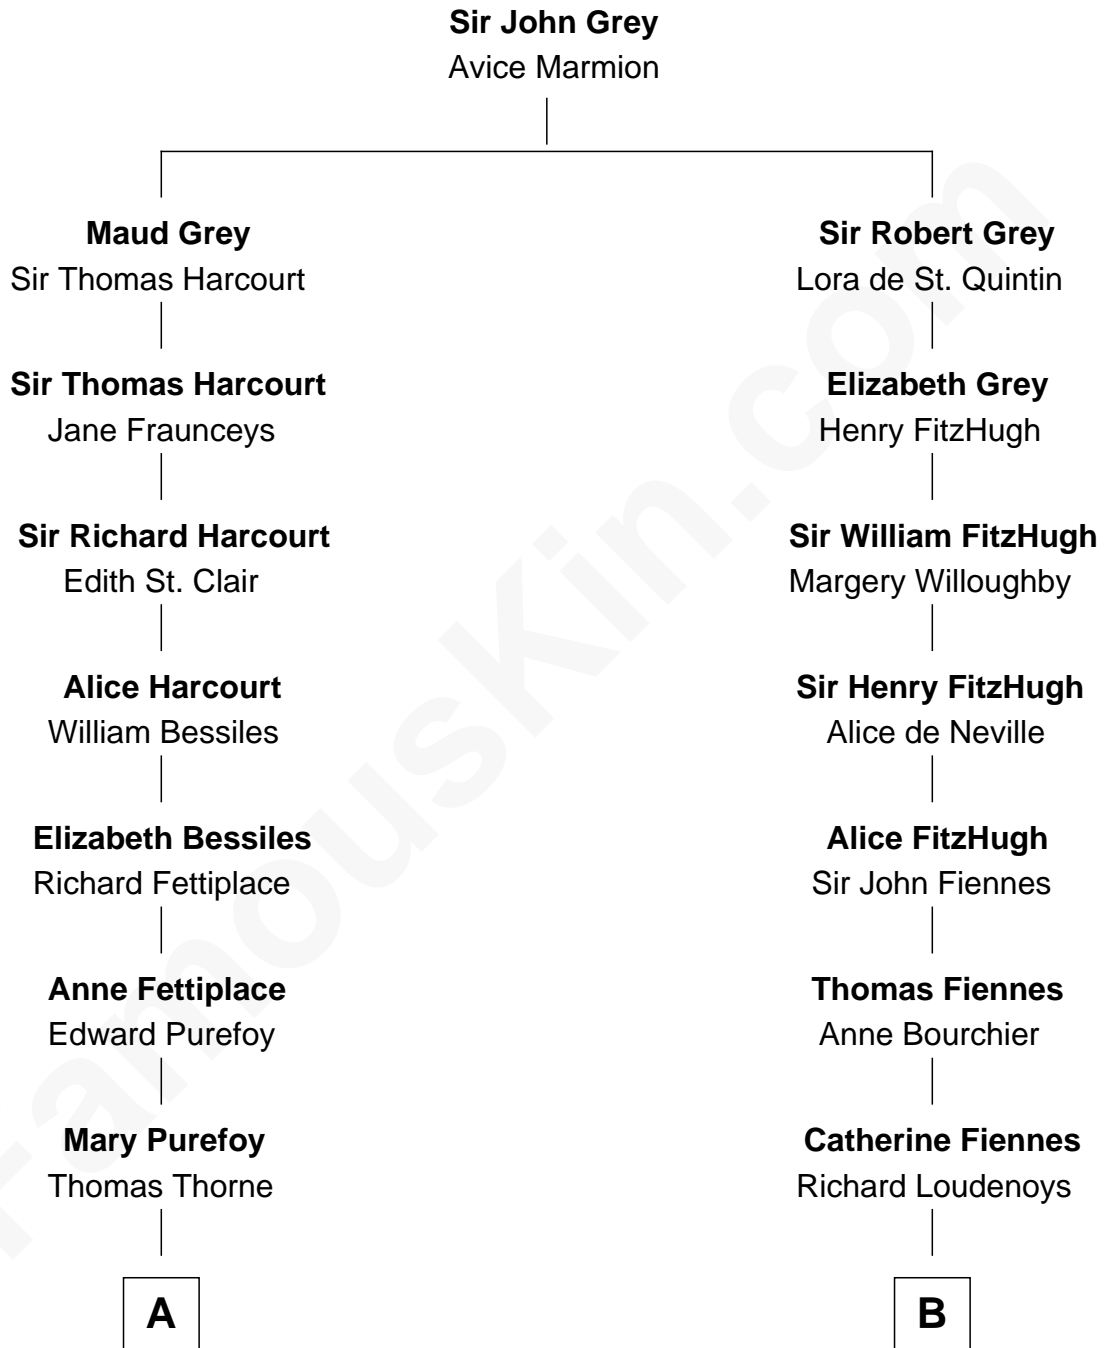 Sir John Grey
Avice Marmion
Maud Grey
Sir Thomas Harcourt
Sir Robert Grey
Lora de St. Quintin
Sir Thomas Harcourt
Jane Fraunceys
Elizabeth Grey
Henry FitzHugh
Sir Richard Harcourt
Edith St. Clair
Sir William FitzHugh
Margery Willoughby
Alice Harcourt
William Bessiles
Sir Henry FitzHugh
Alice de Neville
Elizabeth Bessiles
Richard Fettiplace
Alice FitzHugh
Sir John Fiennes
Anne Fettiplace
Edward Purefoy
Thomas Fiennes
Anne Bourchier
Mary Purefoy
Thomas Thorne
Catherine Fiennes
Richard Loudenoys
A
B
FamousKin.com